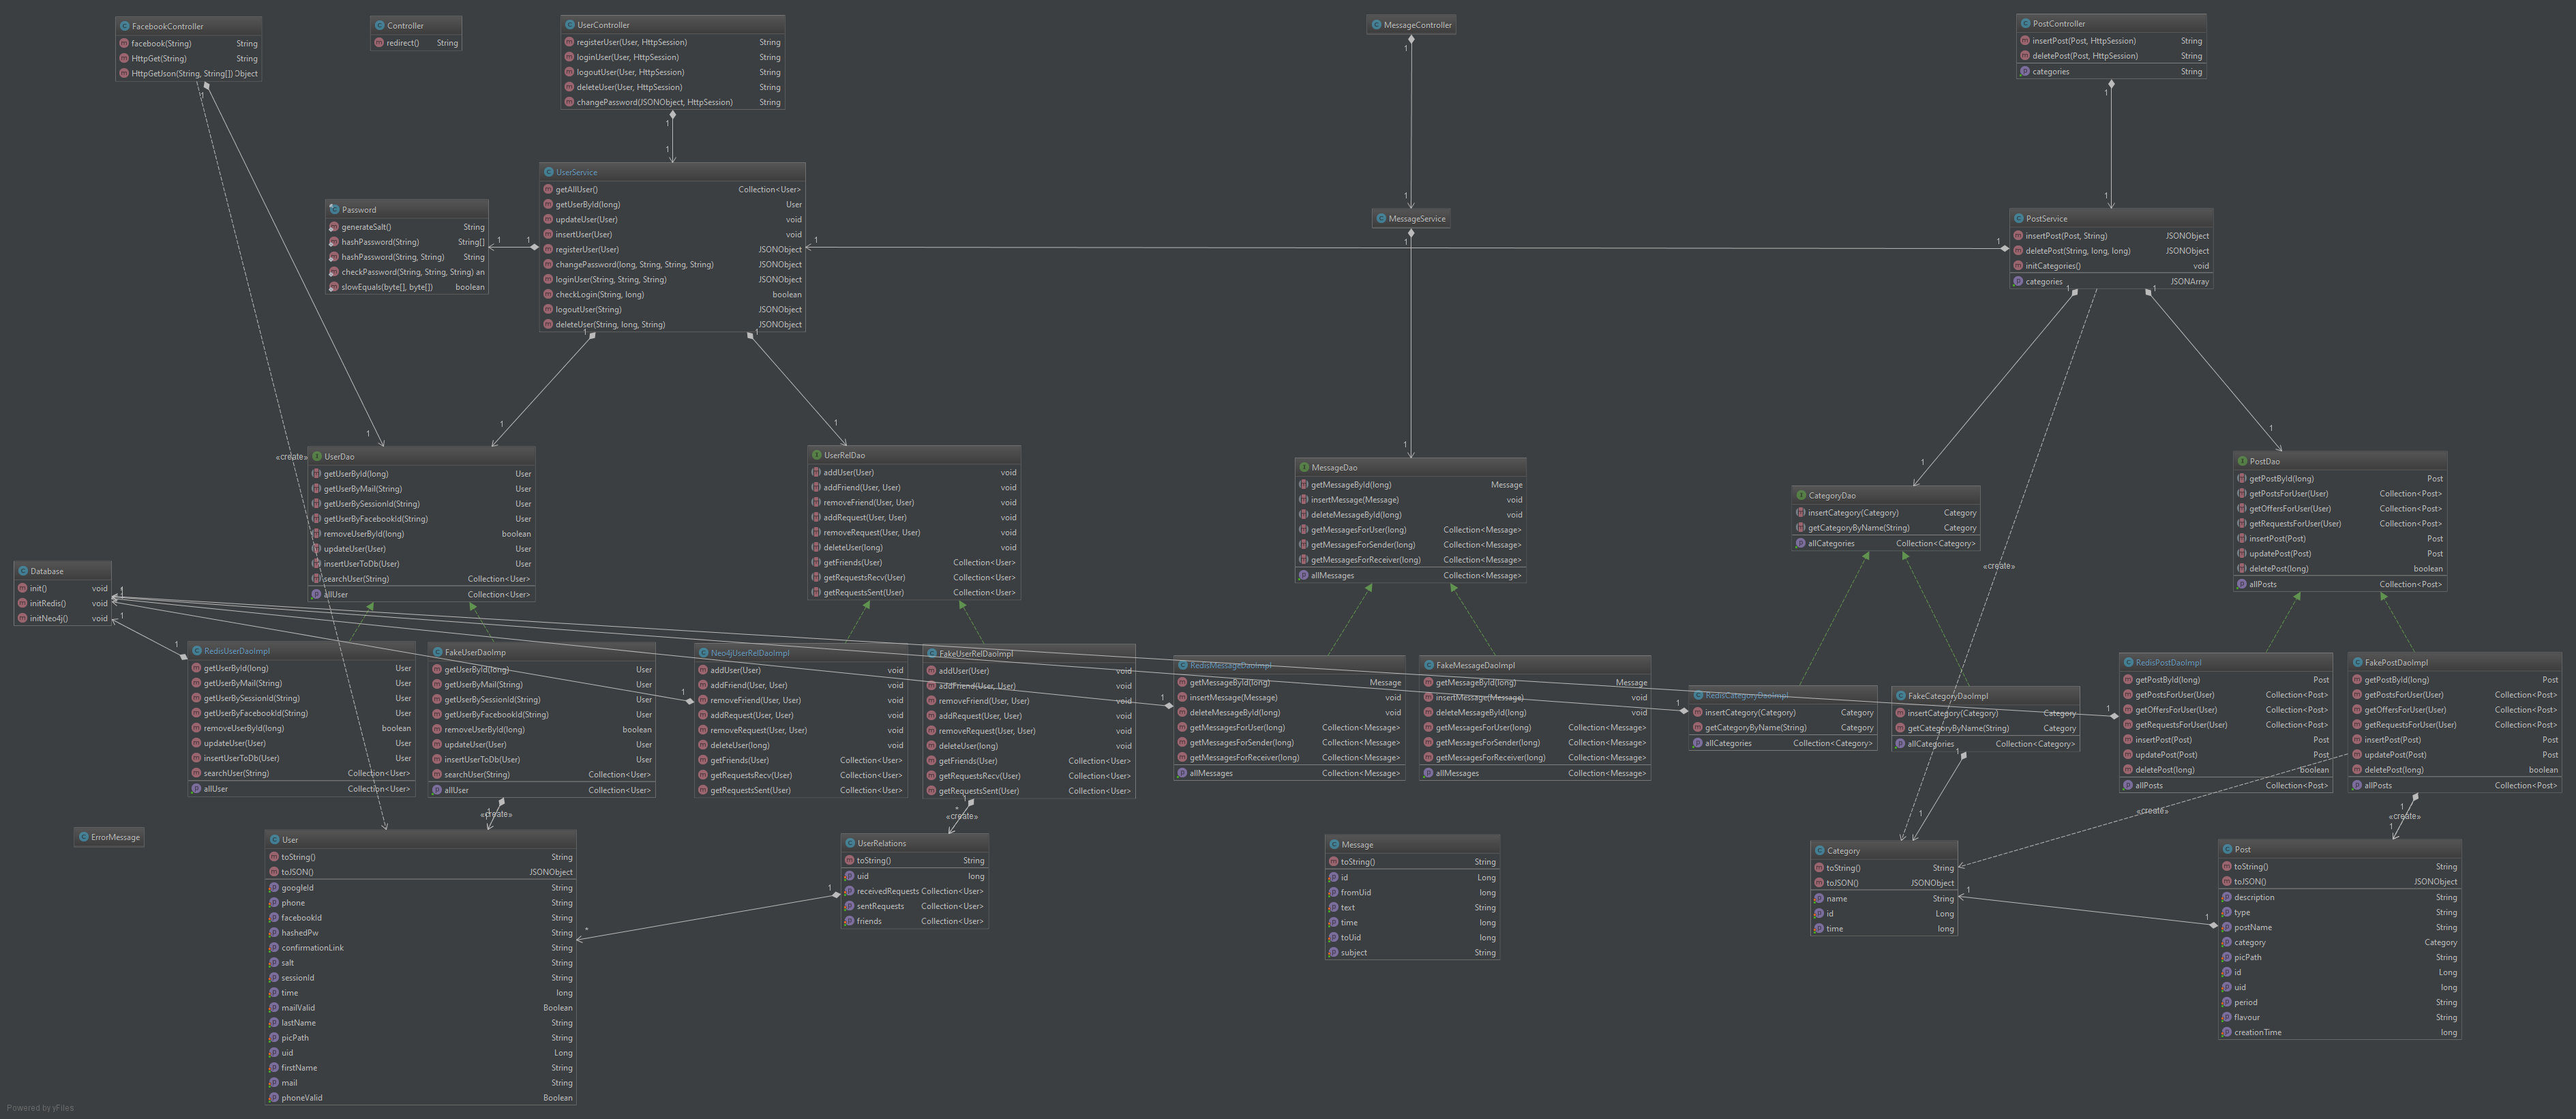 FacebookController
facebook(String) String
HttpGet(String) String
HttpGetJson(String, String[]) Object
1
Controller
redirect() String
UserController
registerUser(User, HttpSession) String
loginUser(User, HttpSession) String
logoutUser(User, HttpSession) String
deleteUser(User, HttpSession) String
changePassword(JSONObject, HttpSession) String
1
1
MessageController
1
1
PostController
insertPost(Post, HttpSession) String
deletePost(Post, HttpSession) String
categories String
1
1
Password
generateSalt() String
hashPassword(String) String[]
hashPassword(String, String) String
checkPassword(String, String, String) an
slowEquals(byte[], byte[]) boolean
1
1
UserService
getAllUser() Collection<User>
getUserById(long) User
updateUser(User) void
insertUser(User) void
registerUser(User) JSONObject
changePassword(long, String, String, String) JSONObject
loginUser(String, String, String) JSONObject
checkLogin(String, long) boolean
logoutUser(String) JSONObject
deleteUser(String, long, String) JSONObject
1
1
1
MessageService
1
1
PostService
insertPost(Post, String) JSONObject
deletePost(String, long, long) JSONObject
initCategories() void
categories JSONArray
1
1
1
1
1
1
1
1
«create»
UserDao
getUserById(long) User
getUserByMail(String) User
getUserBySessionId(String) User
getUserByFacebookId(String) User
removeUserById(long) boolean
updateUser(User) User
insertUserToDb(User) User
searchUser(String) Collection<User>
allUser Collection<User>
UserRelDao
addUser(User) void
addFriend(User, User) void
removeFriend(User, User) void
addRequest(User, User) void
removeRequest(User, User) void
deleteUser(long) void
getFriends(User) Collection<User>
getRequestsRecv(User) Collection<User>
getRequestsSent(User) Collection<User>
1
MessageDao
getMessageById(long) Message
insertMessage(Message) void
deleteMessageById(long) void
getMessagesForUser(long) Collection<Message>
getMessagesForSender(long) Collection<Message>
getMessagesForReceiver(long) Collection<Message>
allMessages Collection<Message>
CategoryDao
insertCategory(Category) Category
getCategoryByName(String) Category
allCategories Collection<Category>
«create»
PostDao
getPostById(long) Post
getPostsForUser(User) Collection<Post>
getOffersForUser(User) Collection<Post>
getRequestsForUser(User) Collection<Post>
insertPost(Post) Post
updatePost(Post) Post
deletePost(long) boolean
allPosts Collection<Post>
Database
init() void
initRedis() void
initNeo4j() void
1
1
1
RedisUserDaoImpl
getUserById(long) User
getUserByMail(String) User
getUserBySessionId(String) User
getUserByFacebookId(String) User
removeUserById(long) boolean
updateUser(User) User
insertUserToDb(User) User
searchUser(String) Collection<User>
allUser Collection<User>
FakeUserDaoImp
getUserById(long) User
getUserByMail(String) User
getUserBySessionId(String) User
getUserByFacebookId(String) User
removeUserById(long) boolean
updateUser(User) User
insertUserToDb(User) User
searchUser(String) Collection<User>
allUser Collection<User>
1
Neo4jUserRelDaoImpl
addUser(User) void
addFriend(User, User) void
removeFriend(User, User) void
addRequest(User, User) void
removeRequest(User, User) void
deleteUser(long) void
getFriends(User) Collection<User>
getRequestsRecv(User) Collection<User>
getRequestsSent(User) Collection<User>
FakeUserRelDaoImpl
addUser(User) void
addFriend(User, User) void
removeFriend(User, User) void
addRequest(User, User) void
removeRequest(User, User) void
deleteUser(long) void
getFriends(User) Collection<User>
getRequestsRecv(User) Collection<User>
getRequestsSent(User) Collection<User>
1
RedisMessageDaoImpl
getMessageById(long) Message
insertMessage(Message) void
deleteMessageById(long) void
getMessagesForUser(long) Collection<Message>
getMessagesForSender(long) Collection<Message>
getMessagesForReceiver(long) Collection<Message>
allMessages Collection<Message>
FakeMessageDaoImpl
getMessageById(long) Message
insertMessage(Message) void
deleteMessageById(long) void
getMessagesForUser(long) Collection<Message>
getMessagesForSender(long) Collection<Message>
getMessagesForReceiver(long) Collection<Message>
allMessages Collection<Message>
1
RedisCategoryDaoImpl
insertCategory(Category) Category
getCategoryByName(String) Category
allCategories Collection<Category>
FakeCategoryDaoImpl
insertCategory(Category) Category
getCategoryByName(String) Category
allCategories Collection<Category>
1
1
1
RedisPostDaoImpl
getPostById(long) Post
getPostsForUser(User) Collection<Post>
getOffersForUser(User) Collection<Post>
getRequestsForUser(User) Collection<Post>
insertPost(Post) Post
updatePost(Post) Post
deletePost(long) boolean
allPosts Collection<Post>
FakePostDaoImpl
getPostById(long) Post
getPostsForUser(User) Collection<Post>
getOffersForUser(User) Collection<Post>
getRequestsForUser(User) Collection<Post>
insertPost(Post) Post
updatePost(Post) Post
deletePost(long) boolean
allPosts Collection<Post>
«create»
«create»
«create»
«create»
1
1
ErrorMessage
User
toString() String
toJSON() JSONObject
googleId String
phone String
facebookId String
hashedPw String
confirmationLink String
salt String
sessionId String
time long
mailValid Boolean
lastName String
picPath String
uid Long
firstName String
mail String
phoneValid Boolean
*
1
UserRelations
toString() String
uid long
receivedRequests Collection<User>
sentRequests Collection<User>
friends Collection<User>
Message
toString() String
id Long
fromUid long
text String
time long
toUid long
subject String
Category
toString() String
toJSON() JSONObject
name String
id Long
time long
1
1
Post
toString() String
toJSON() JSONObject
description String
type String
postName String
category Category
picPath String
id Long
uid long
period String
flavour String
creationTime long
Powered by yFiles